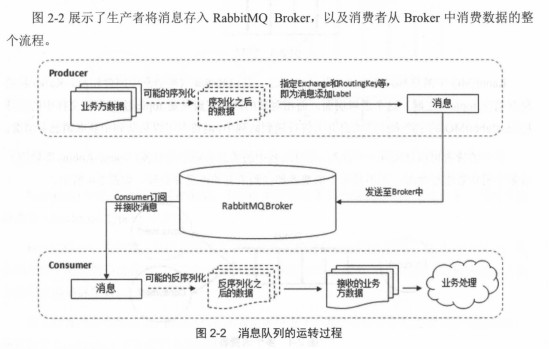 图 2-2 展示了生产者将消息存入 RabbitMQ Broker，以及消费者从 Broker 中消费数据的整
个流程。
Producer
业务方数据
可能的序列化
序列化之后
的数据
指定Exchange和RoutingKey等，
即为消息添加Label
消息
发送至Broker中
RabbitMQ Broker
Consumer订阅
并接收消息
Consumer
消息
可能的反序列化
反序列化之
后的数据
接收的业务
方数据
业务处理
图 2-2 消息队列的运转过程